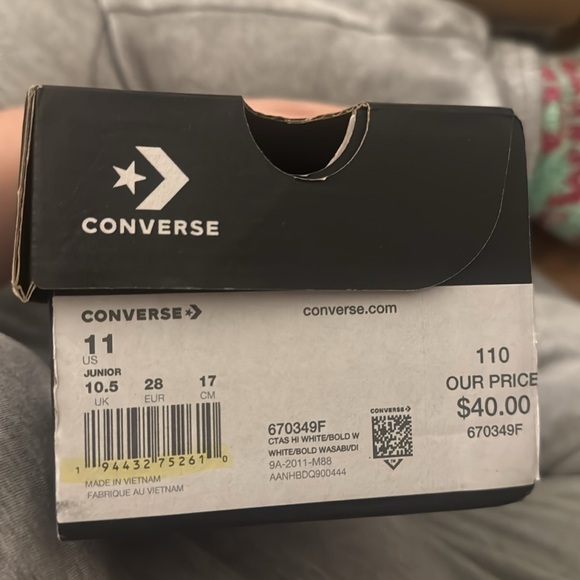 CONVERSE
CONVERSE
converse.com
11
US
JUNIOR
10.5 28 17
UK EUR CM
1 94432 75261 0
MADE IN VIETNAM
FABRIQUE AU VIETNAM
670349F
CTAS HI WHITE/BOLD W
WHITE/BOLD WASABI/DI
9A-2011-M88
AANHBDQ900444
CONVERSE
110
OUR PRICE
$40.00
670349F